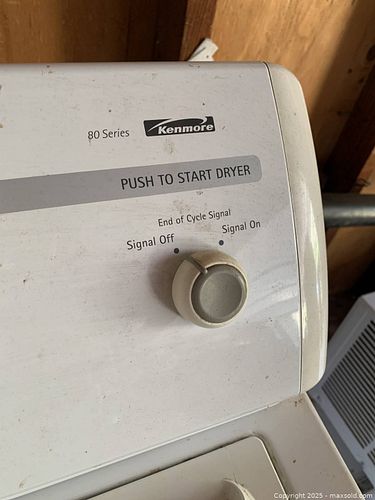 80 Series Kenmore
PUSH TO START DRYER
End of Cycle Signal
Signal Off Signal On
Copyright 2025 - maxsold.com